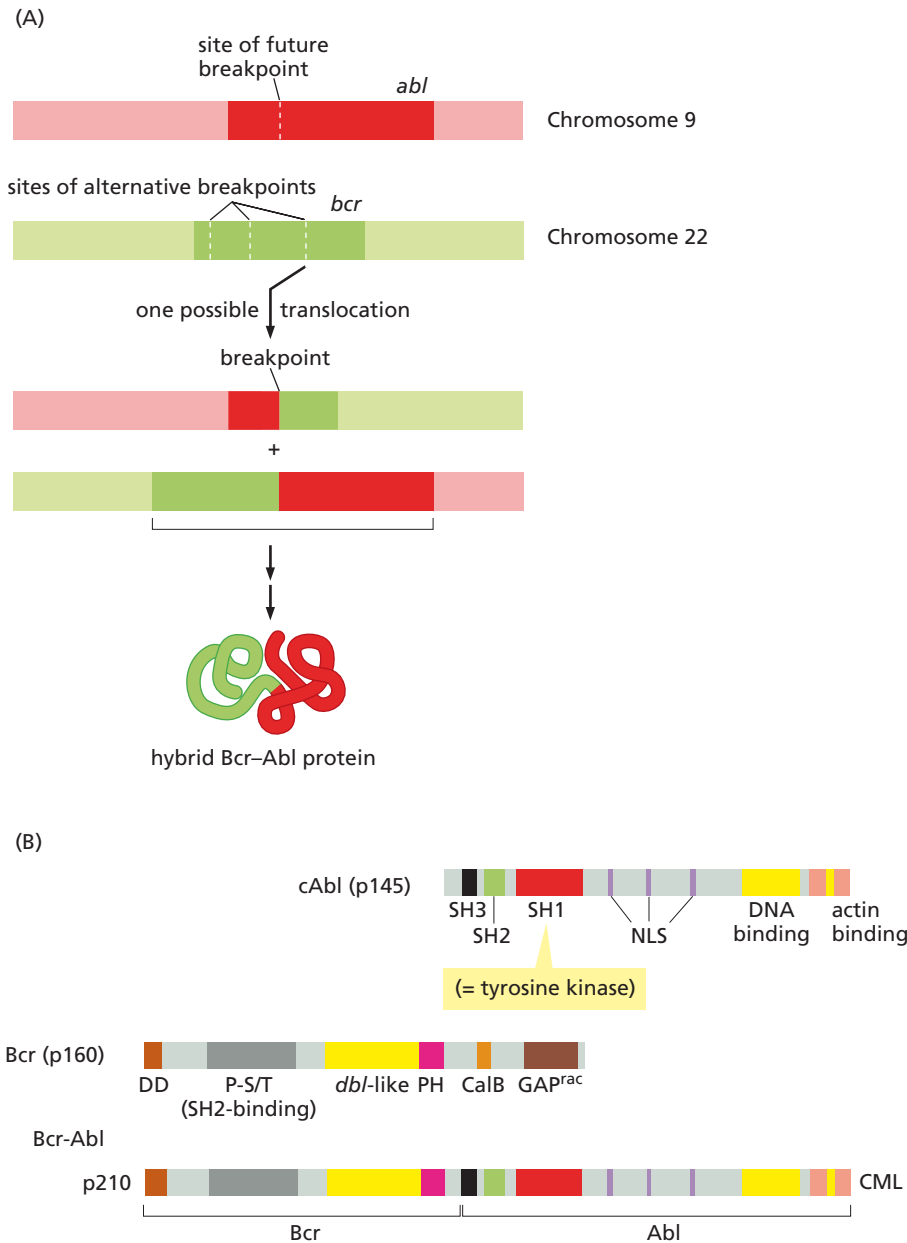 (A)
site of future
breakpoint
abl
Chromosome 9
sites of alternative breakpoints
bcr
Chromosome 22
one possible translocation
breakpoint
+
hybrid Bcr–Abl protein
(B)
cAbl (p145)
SH3
SH2
SH1
NLS
DNA
binding
actin
binding
(= tyrosine kinase)
Bcr (p160)
DD
P-S/T
(SH2-binding)
dbl-like
PH
CalB
GAPrac
Bcr-Abl
p210
CML
Bcr
Abl